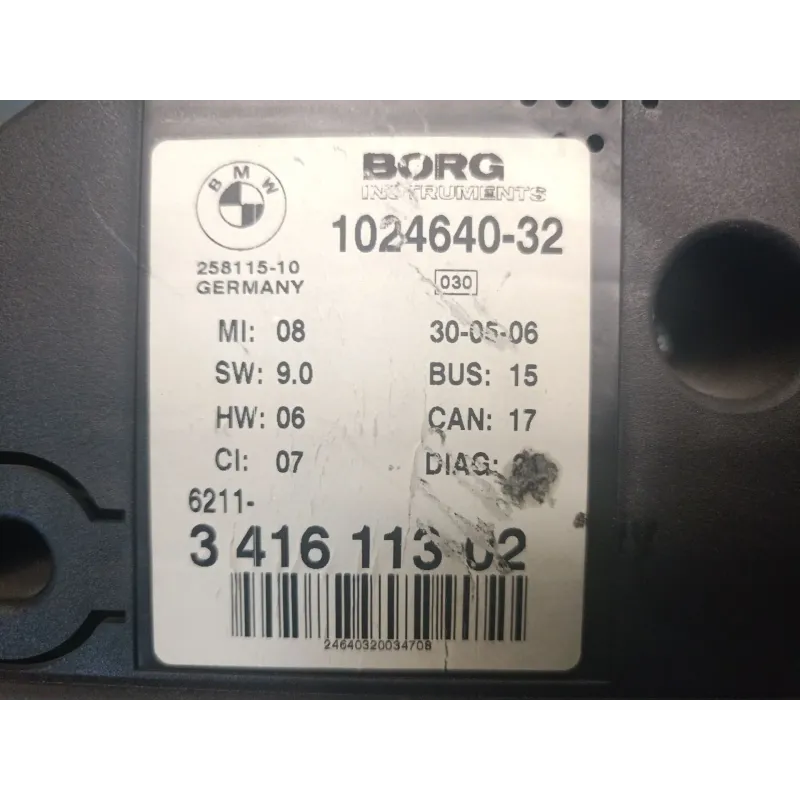 BMW
BORG
INSTRUMENTS
1024640-32
258115-10
GERMANY
030
MI: 08
30-05-06
SW: 9.0
BUS: 15
HW: 06
CAN: 17
CI: 07
DIAG:
6211-
3 416 113 02
24640320034708